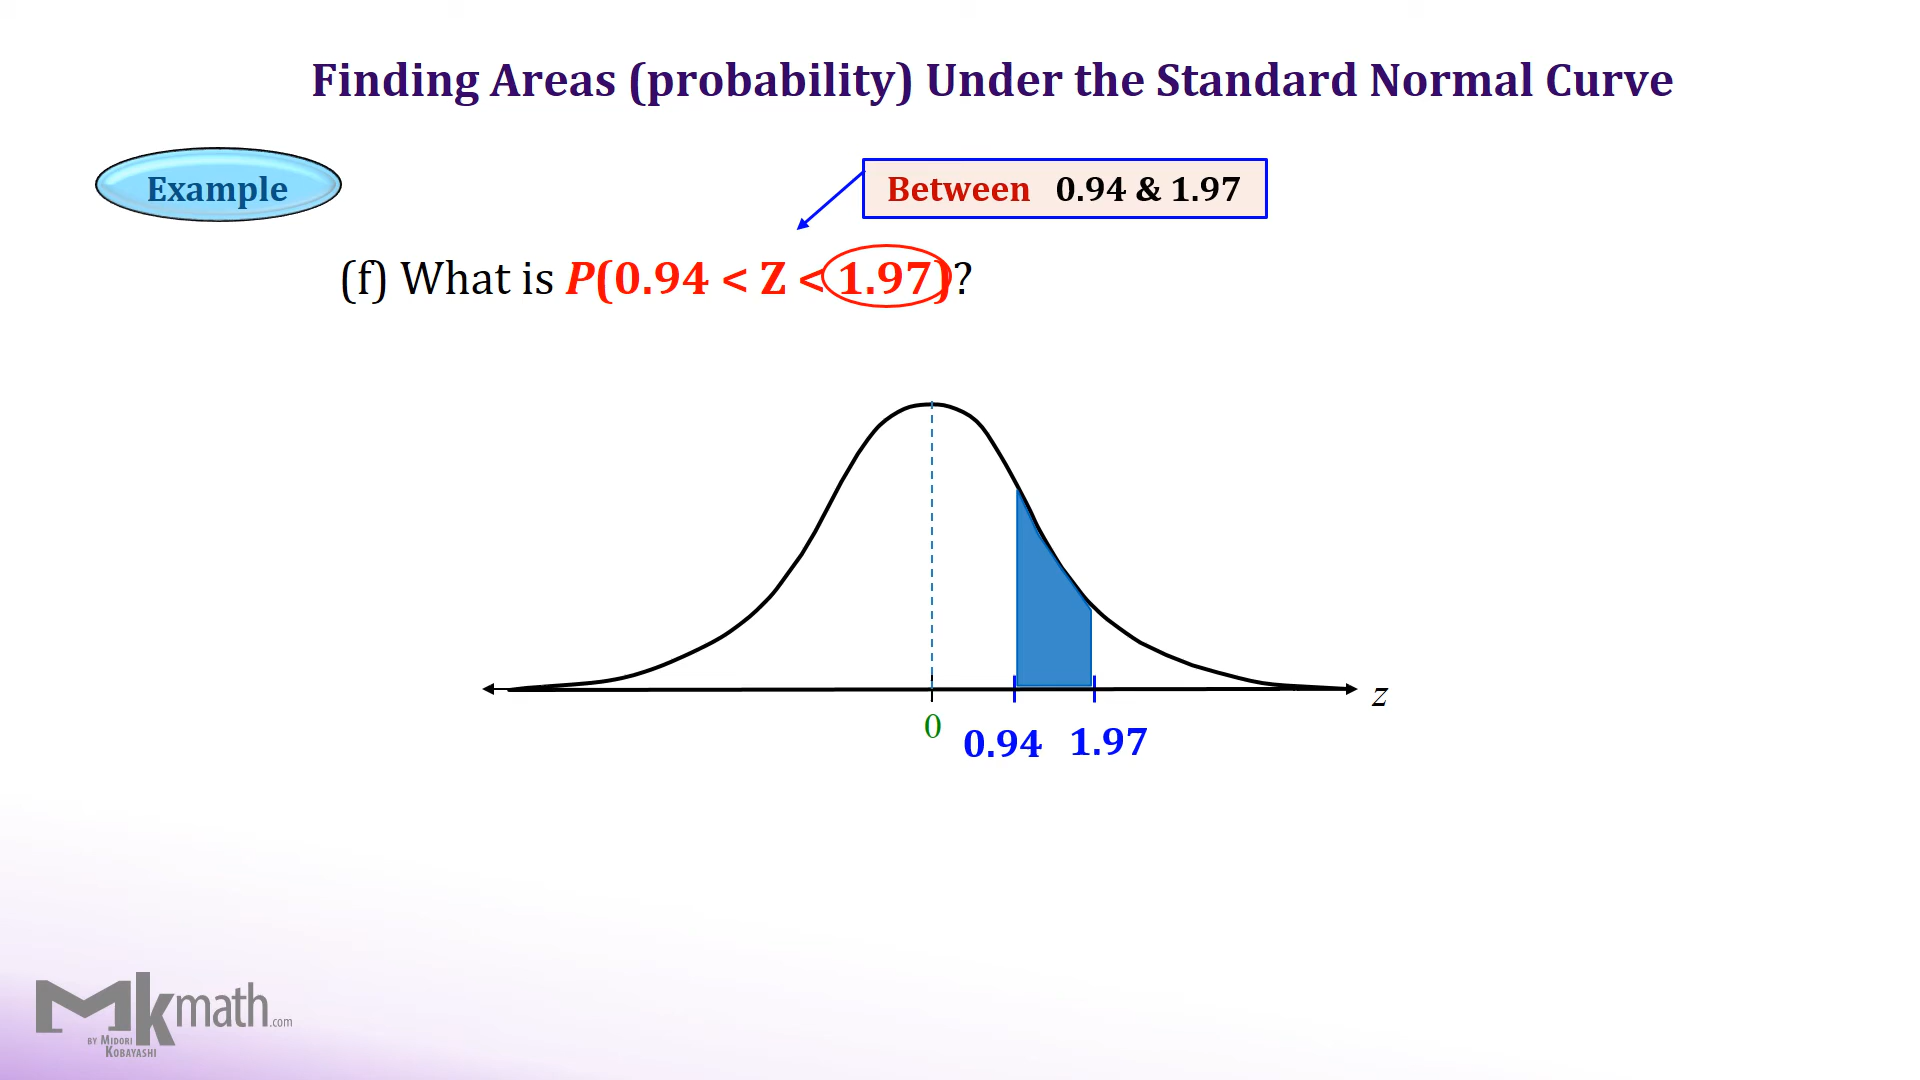 Finding Areas (probability) Under the Standard Normal Curve
Example
Between 0.94 & 1.97
(f) What is P(0.94 < Z < 1.97)?
z
0
0.94 1.97
Mkmath.com
BY MIDORI
KOBAYASHI